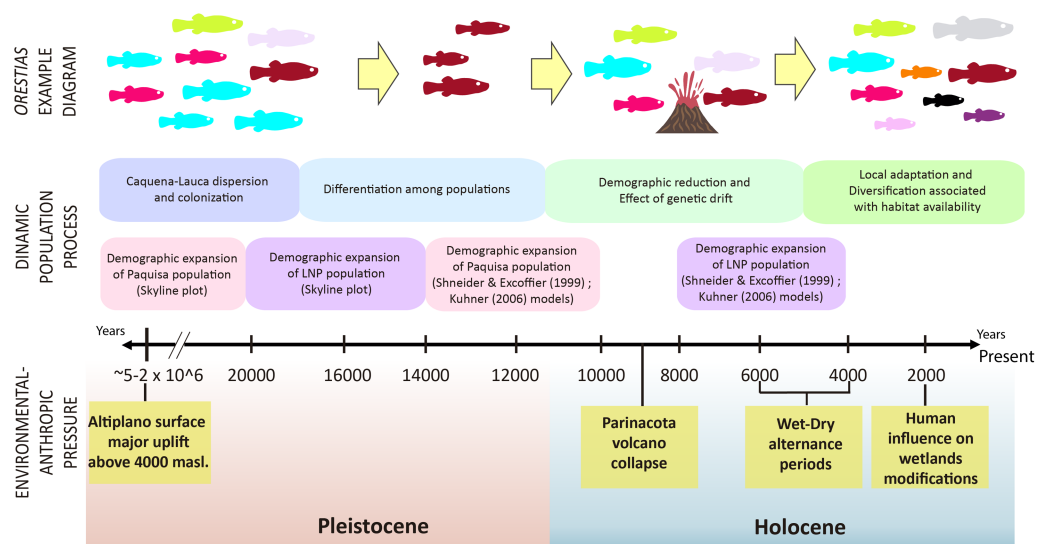 ORESTIAS
EXAMPLE
DIAGRAM
DINAMIC
POPULATION
PROCESS
Caquena-Lauca dispersion
and colonization
Differentiation among populations
Demographic reduction and
Effect of genetic drift
Local adaptation and
Diversification associated
with habitat availability
Demographic expansion
of Paquisa population
(Skyline plot)
Demographic expansion
of LNP population
(Skyline plot)
Demographic expansion
of Paquisa population
(Shneider & Excoffier (1999) ;
Kuhner (2006) models)
Demographic expansion
of LNP population
(Shneider & Excoffier (1999) ;
Kuhner (2006) models)
Years
Years
Present
~5-2 x 10^6
20000
16000
14000
12000
10000
8000
6000
4000
2000
ENVIRONMENTAL-
ANTHROPIC
PRESSURE
Altiplano surface
major uplift
above 4000 masl.
Parinacota
volcano
collapse
Wet-Dry
alternance
periods
Human
influence on
wetlands
modifications
Pleistocene
Holocene